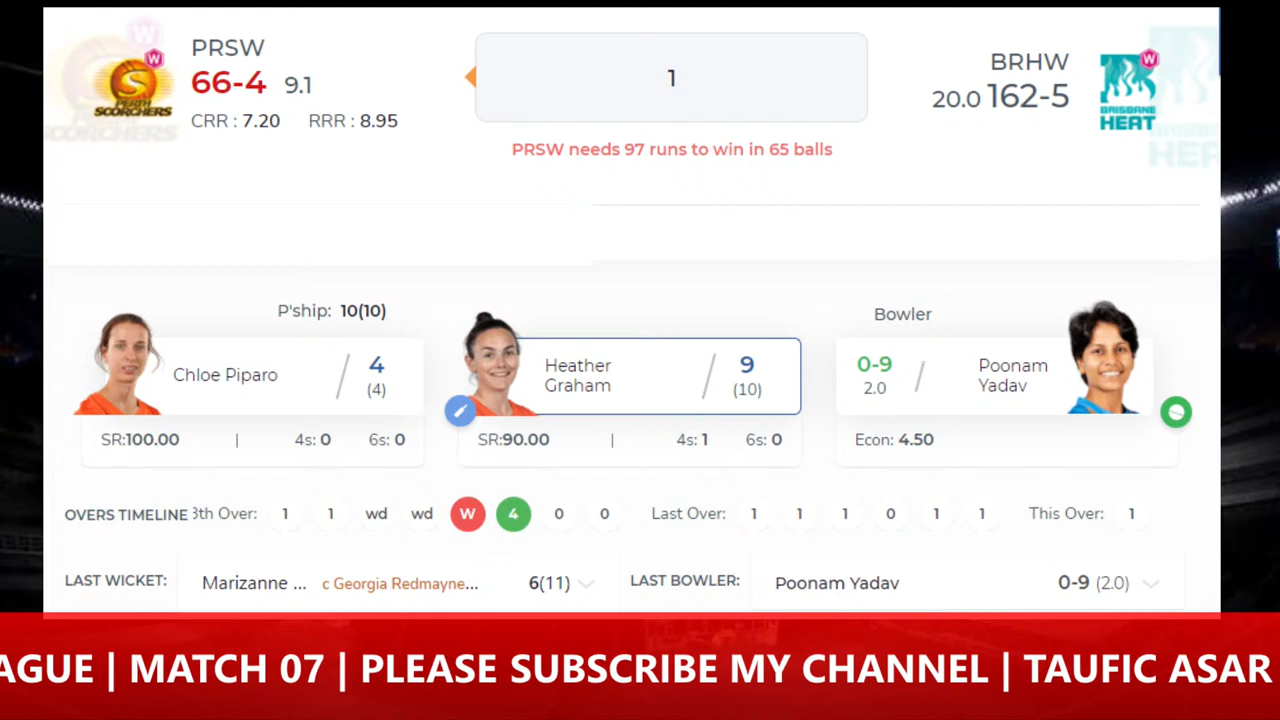 PRSW
66-4 9.1
CRR : 7.20 RRR : 8.95
W
PERTH
SCORCHERS
1
PRSW needs 97 runs to win in 65 balls
BRHW
20.0 162-5
W
BRISBANE
HEAT
P'ship: 10(10)
Chloe Piparo
4
(4)
SR:100.00 | 4s: 0 6s: 0
Heather
Graham
9
(10)
SR:90.00 | 4s: 1 6s: 0
Bowler
0-9
2.0
Poonam
Yadav
Econ: 4.50
OVERS TIMELINE 3th Over: 1 1 wd wd W 4 0 0 Last Over: 1 1 1 0 1 1 This Over: 1
LAST WICKET: Marizanne ... c Georgia Redmayne... 6(11)
LAST BOWLER: Poonam Yadav 0-9 (2.0)
AGUE | MATCH 07 | PLEASE SUBSCRIBE MY CHANNEL | TAUFIC ASAR